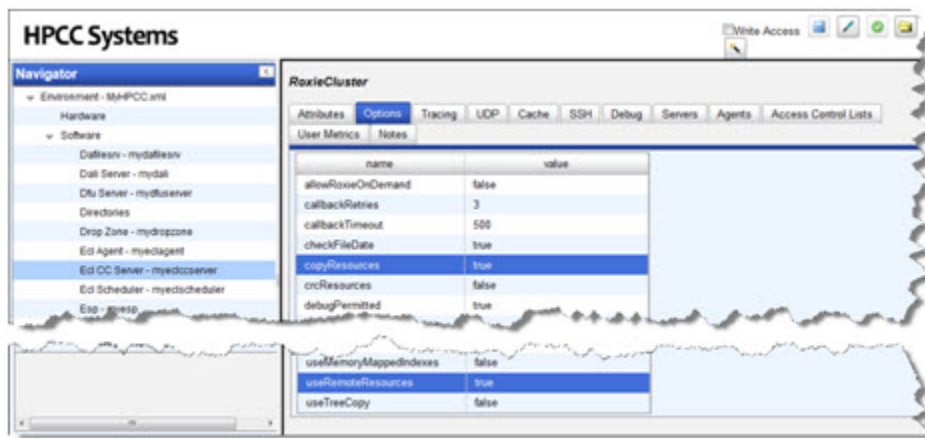 HPCC Systems
Write Access
Navigator
Environment - MyHPCC.xml
Hardware
Software
Dafilesrv - mydafilesrv
Dali Server - mydali
Dfu Server - mydfuserver
Directories
Drop Zone - mydropzone
Ecl Agent - myeclagent
Ecl CC Server - myeclccserver
Ecl Scheduler - myeclscheduler
Esp - myesp
RoxieCluster
Attributes Options Tracing UDP Cache SSH Debug Servers Agents Access Control Lists
User Metrics Notes
name value
allowRoxieOnDemand false
callbackRetries 3
callbackTimeout 500
checkFileDate true
copyResources true
crcResources false
debugPermitted true
useMemoryMappedIndexes false
useRemoteResources true
useTreeCopy false